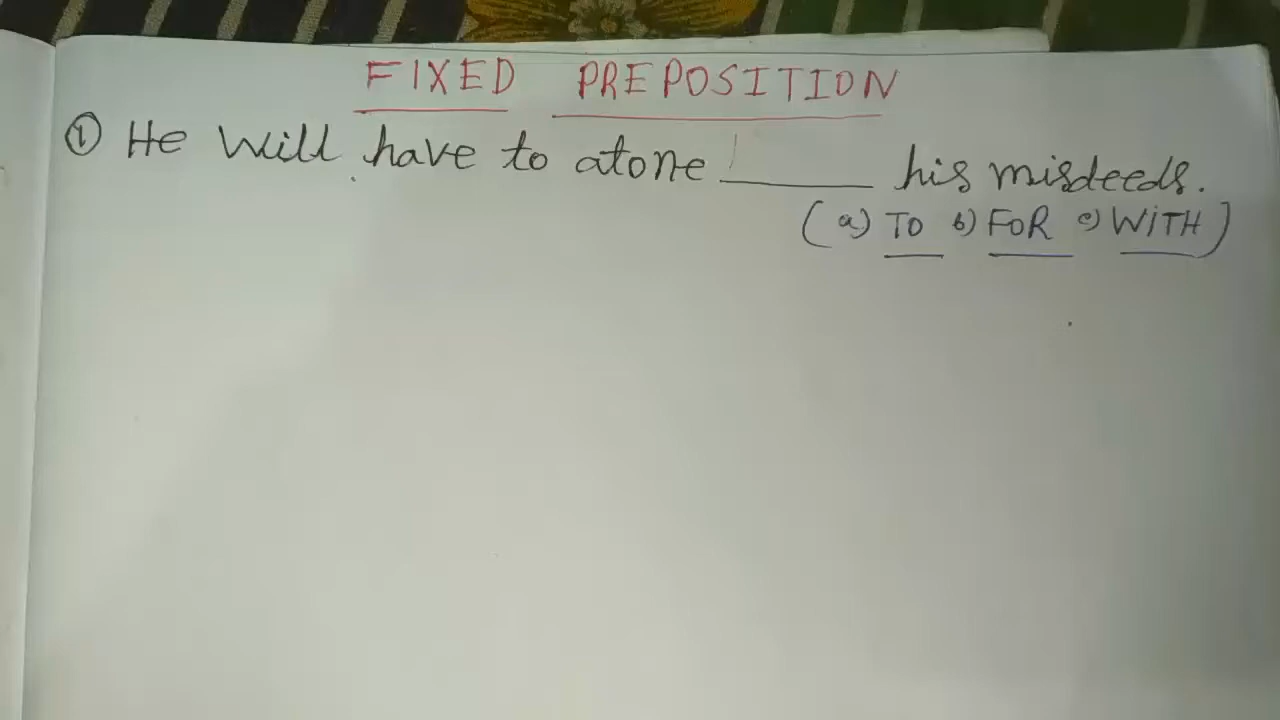 FIXED PREPOSITION
① He will have to atone ______ his misdeeds.
(a) TO b) FOR c) WITH)